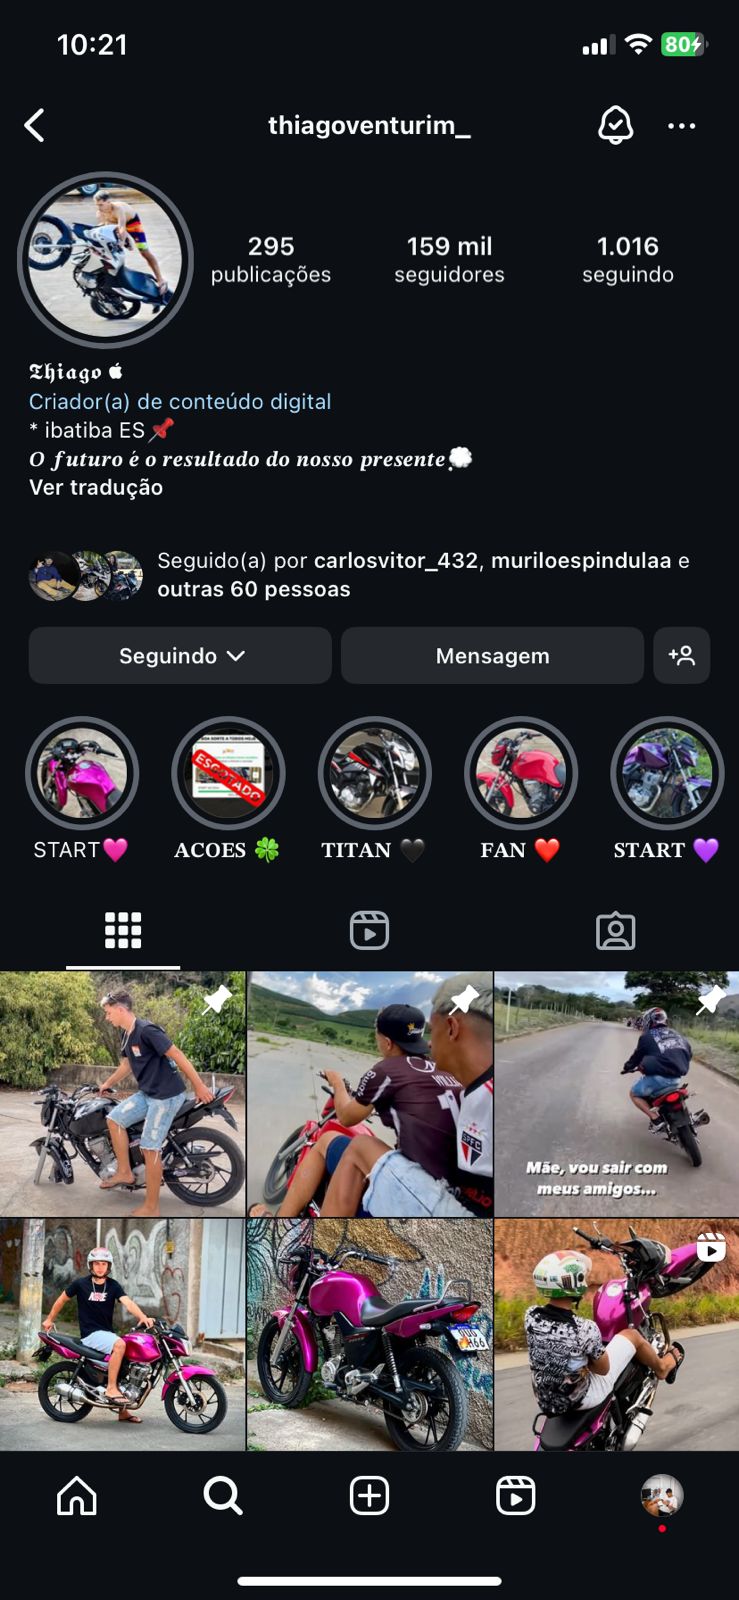 10:21
80
thiagoventurim_
295
publicações
159 mil
seguidores
1.016
seguindo
𝕿𝖍𝖎𝖆𝖌𝖔
Criador(a) de conteúdo digital
* ibatiba ES📌
𝑶 𝒇𝒖𝒕𝒖𝒓𝒐 é 𝒐 𝒓𝒆𝒔𝒖𝒍𝒕𝒂𝒅𝒐 𝒅𝒐 𝒏𝒐𝒔𝒔𝒐 𝒑𝒓𝒆𝒔𝒆𝒏𝒕𝒆💭
Ver tradução
Seguido(a) por carlosvitor_432, muriloespindulaa e
outras 60 pessoas
Seguindo
Mensagem
ESGOTADO
START🩷
𝐀𝐂𝐎𝐄𝐒 🍀
𝐓𝐈𝐓𝐀𝐍 🖤
𝐅𝐀𝐍 ❤️
𝐒𝐓𝐀𝐑𝐓 💜
SPFC
Mãe, vou sair com
meus amigos...